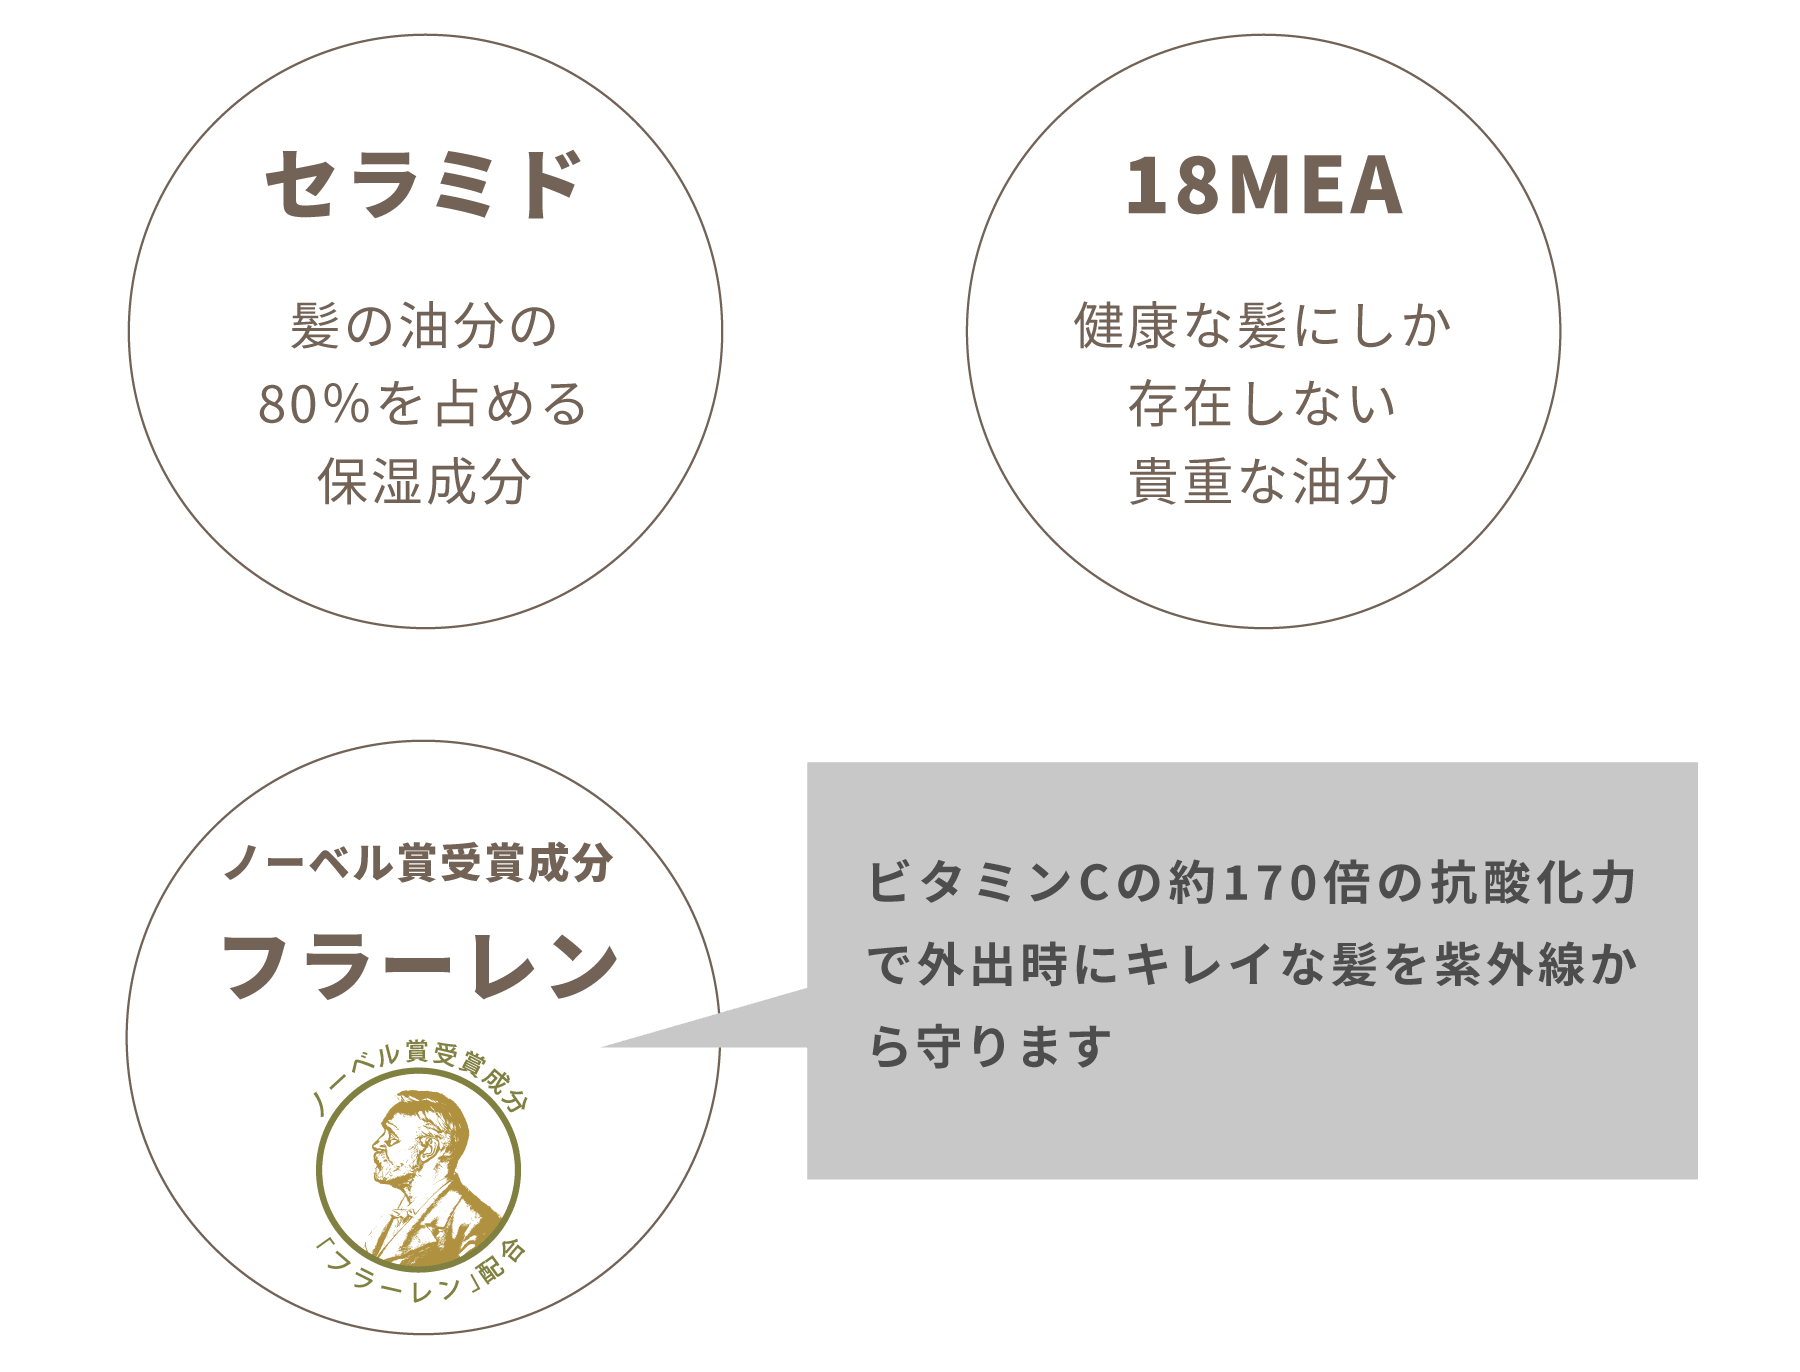 セラミド
髪の油分の
80%を占める
保湿成分
18MEA
健康な髪にしか
存在しない
貴重な油分
ノーベル賞受賞成分
フラーレン
ノーベル賞受賞成分
「フラーレン」配合
ビタミンCの約170倍の抗酸化力
で外出時にキレイな髪を紫外線か
ら守ります